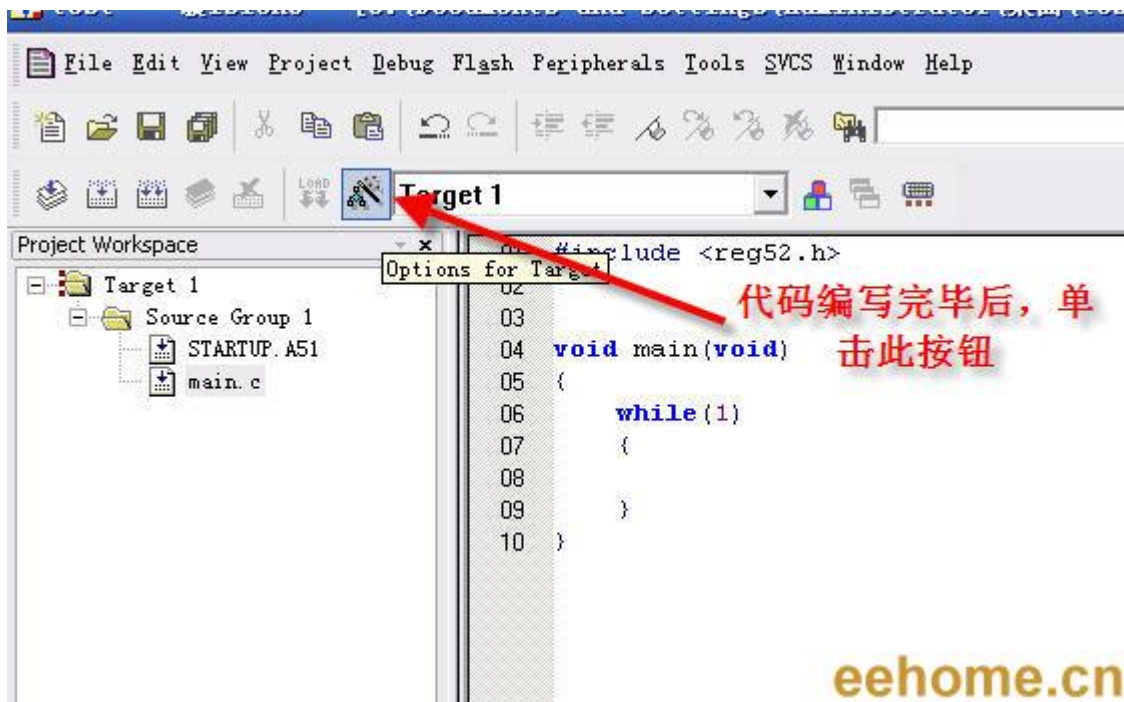 File Edit View Project Debug Flash Peripherals Tools SVCS Window Help
LOAD
Target 1
Project Workspace
Options for Target
Target 1
Source Group 1
STARTUP.A51
main.c
#include <reg52.h>
02
03
04 void main(void)
05 {
06 while(1)
07 {
08
09 }
10 }
代码编写完毕后，单
击此按钮
eehome.cn